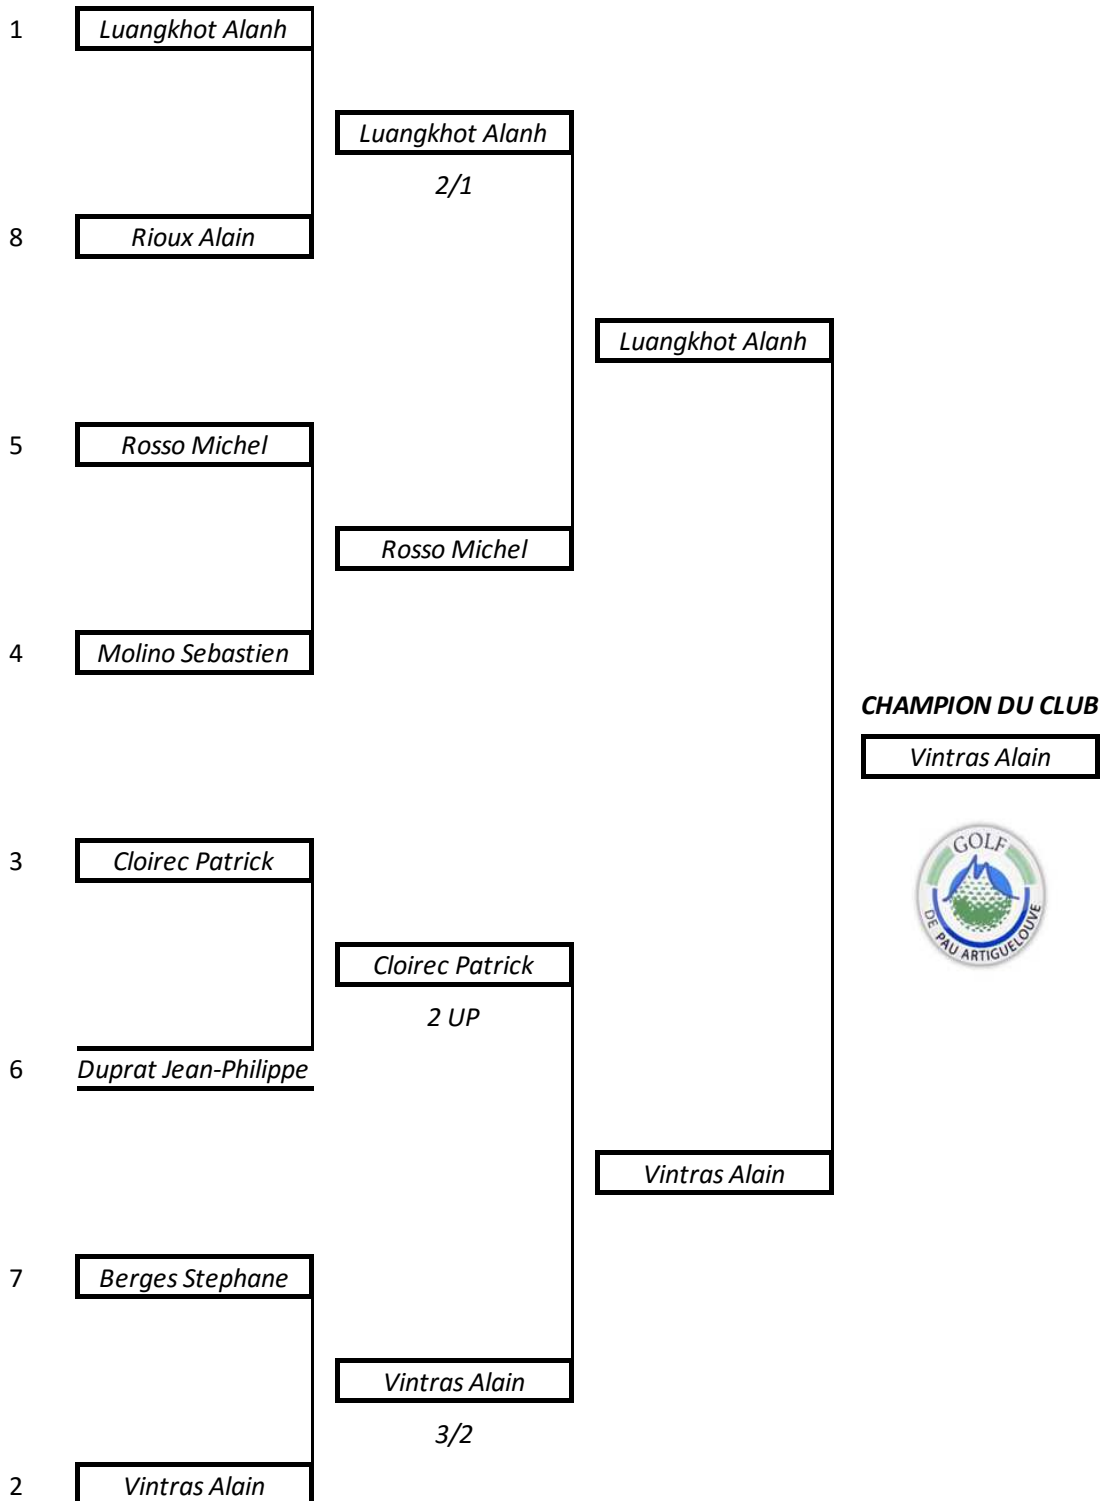 1 Luangkhot Alanh
Luangkhot Alanh
2/1
8 Rioux Alain
Luangkhot Alanh
5 Rosso Michel
Rosso Michel
4 Molino Sebastien
CHAMPION DU CLUB
Vintras Alain
3 Cloirec Patrick
GOLF
DE PAU ARTIGUELOUVE
Cloirec Patrick
2 UP
6 Duprat Jean-Philippe
Vintras Alain
7 Berges Stephane
Vintras Alain
3/2
2 Vintras Alain